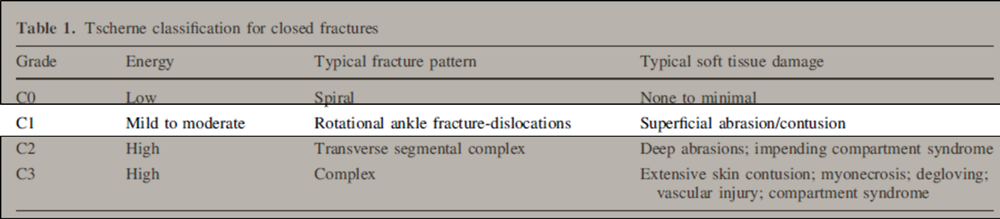 Table 1. Tscherne classification for closed fractures
Grade Energy Typical fracture pattern Typical soft tissue damage
C0 Low Spiral None to minimal
C1 Mild to moderate Rotational ankle fracture-dislocations Superficial abrasion/contusion
C2 High Transverse segmental complex Deep abrasions; impending compartment syndrome
C3 High Complex Extensive skin contusion; myonecrosis; degloving;
vascular injury; compartment syndrome